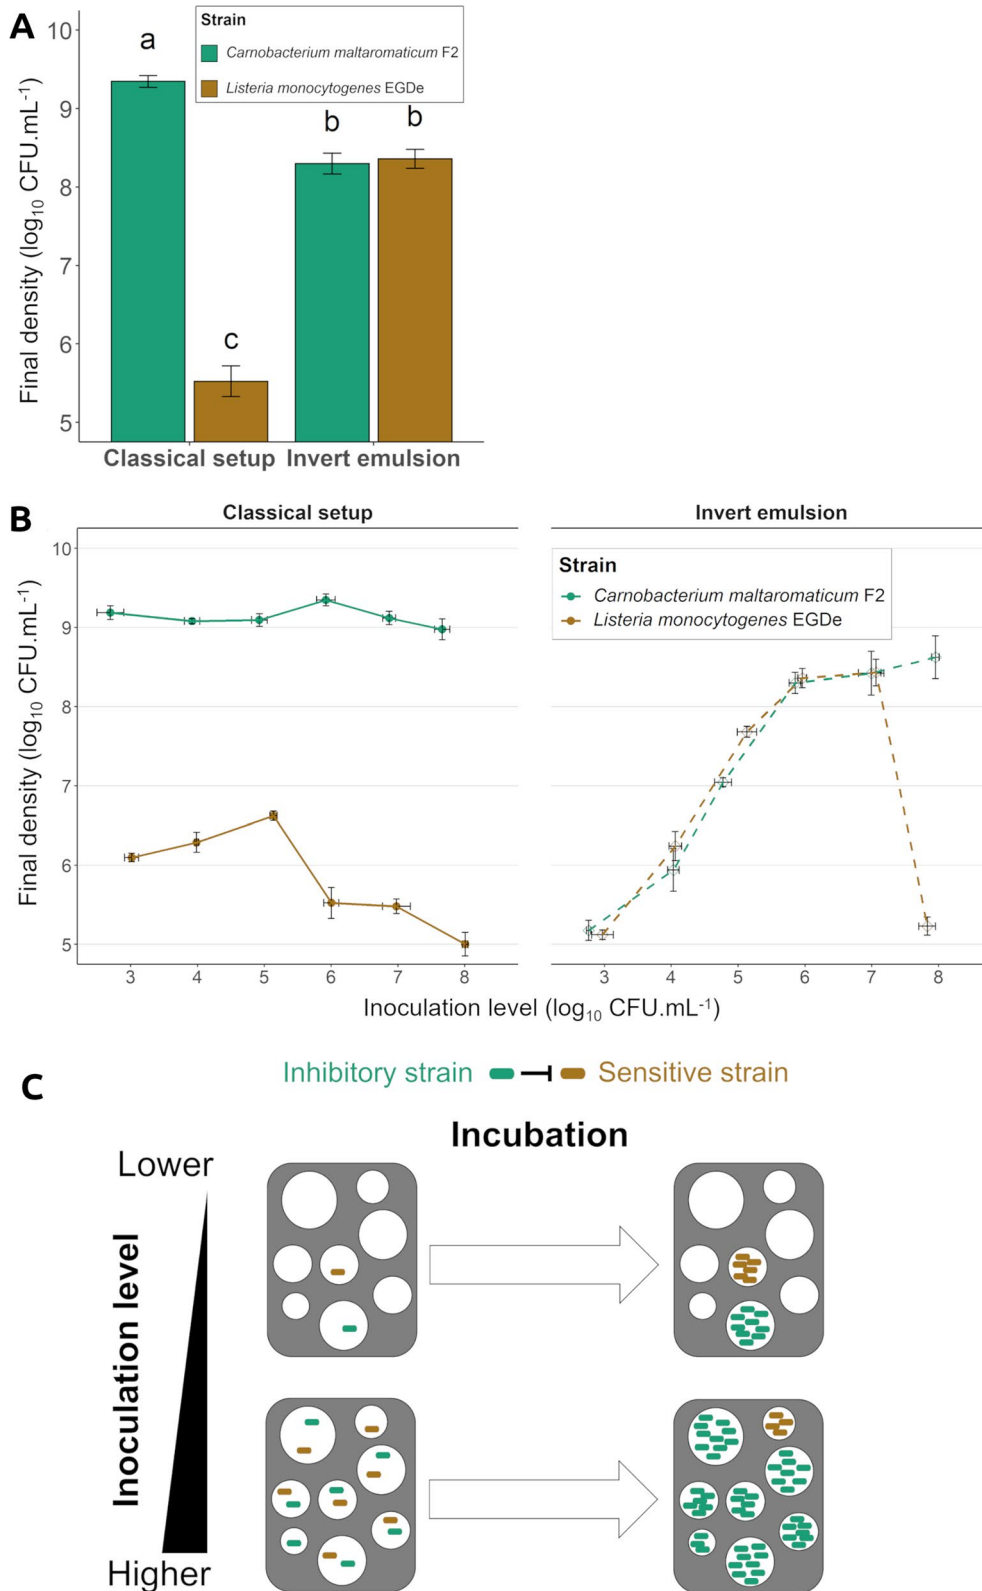 A
Final density (log10 CFU.mL-1)
10
9
8
7
6
5
Strain
Carnobacterium maltaromaticum F2
Listeria monocytogenes EGDe
a
c
b
b
Classical setup
Invert emulsion
B
Classical setup
Invert emulsion
Final density (log10 CFU.mL-1)
10
9
8
7
6
5
Strain
Carnobacterium maltaromaticum F2
Listeria monocytogenes EGDe
3 4 5 6 7 8
3 4 5 6 7 8
Inoculation level (log10 CFU.mL-1)
C
Inhibitory strain
Sensitive strain
Incubation
Lower
Inoculation level
Higher